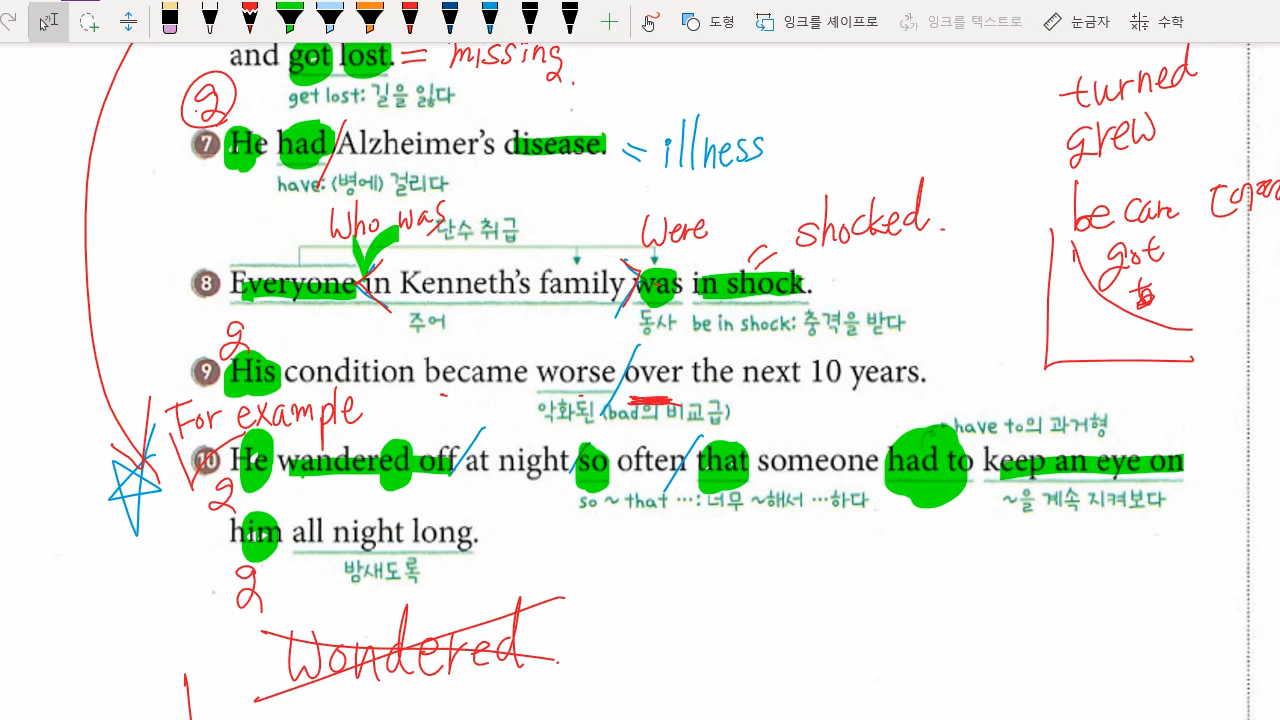 도형 잉크를 셰이프로 잉크를 텍스트로 눈금자 수학
and got lost. = missing.
get lost: 길을 잃다
g
7 He had Alzheimer's disease. = illness
have: (병에) 걸리다
turned
grew
became
got
Who was 단수 취급 were = shocked.
8 Everyone in Kenneth's family was in shock.
주어 동사 be in shock: 충격을 받다
g
9 His condition became worse over the next 10 years.
악화된 (bad의 비교급)
For example
have to의 과거형
10 He wandered off at night so often that someone had to keep an eye on
g so ~ that …: 너무 ~해서 …하다 ~을 계속 지켜보다
him all night long.
밤새도록
g
Wondered